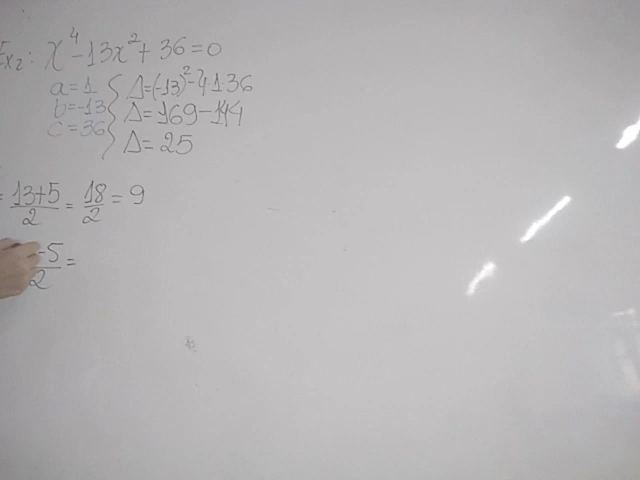 Ex2: x⁴-13x²+36=0
a=1
b=-13
c=36
Δ=(-13)²-4.1.36
Δ=169-144
Δ=25
= 13+5/2 = 18/2 = 9
-5/2 =